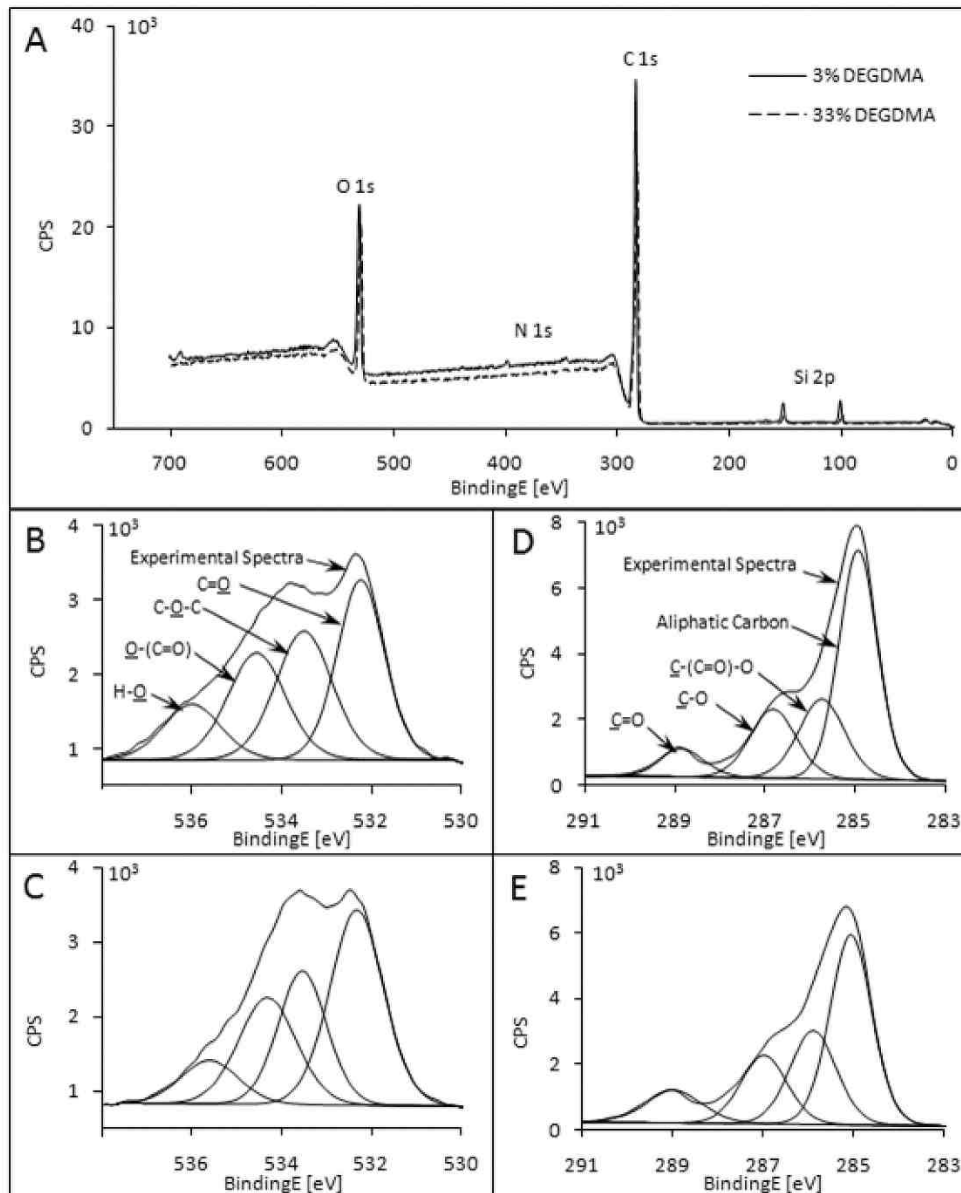 A
40
10³
C 1s
3% DEGDMA
33% DEGDMA
30
O 1s
20
CPS
N 1s
10
Si 2p
0
700 600 500 400 300 200 100 0
BindingE [eV]
B
4
10³
Experimental Spectra
C=O
C-O-C
3
O-(C=O)
CPS
2
H-O
1
536 534 532 530
BindingE [eV]
D
8
10³
Experimental Spectra
6
Aliphatic Carbon
CPS
4
C-(C=O)-O
C-O
2
C=O
0
291 289 287 285 283
BindingE [eV]
C
4
10³
3
CPS
2
1
536 534 532 530
BindingE [eV]
E
8
10³
6
CPS
4
2
0
291 289 287 285 283
BindingE [eV]